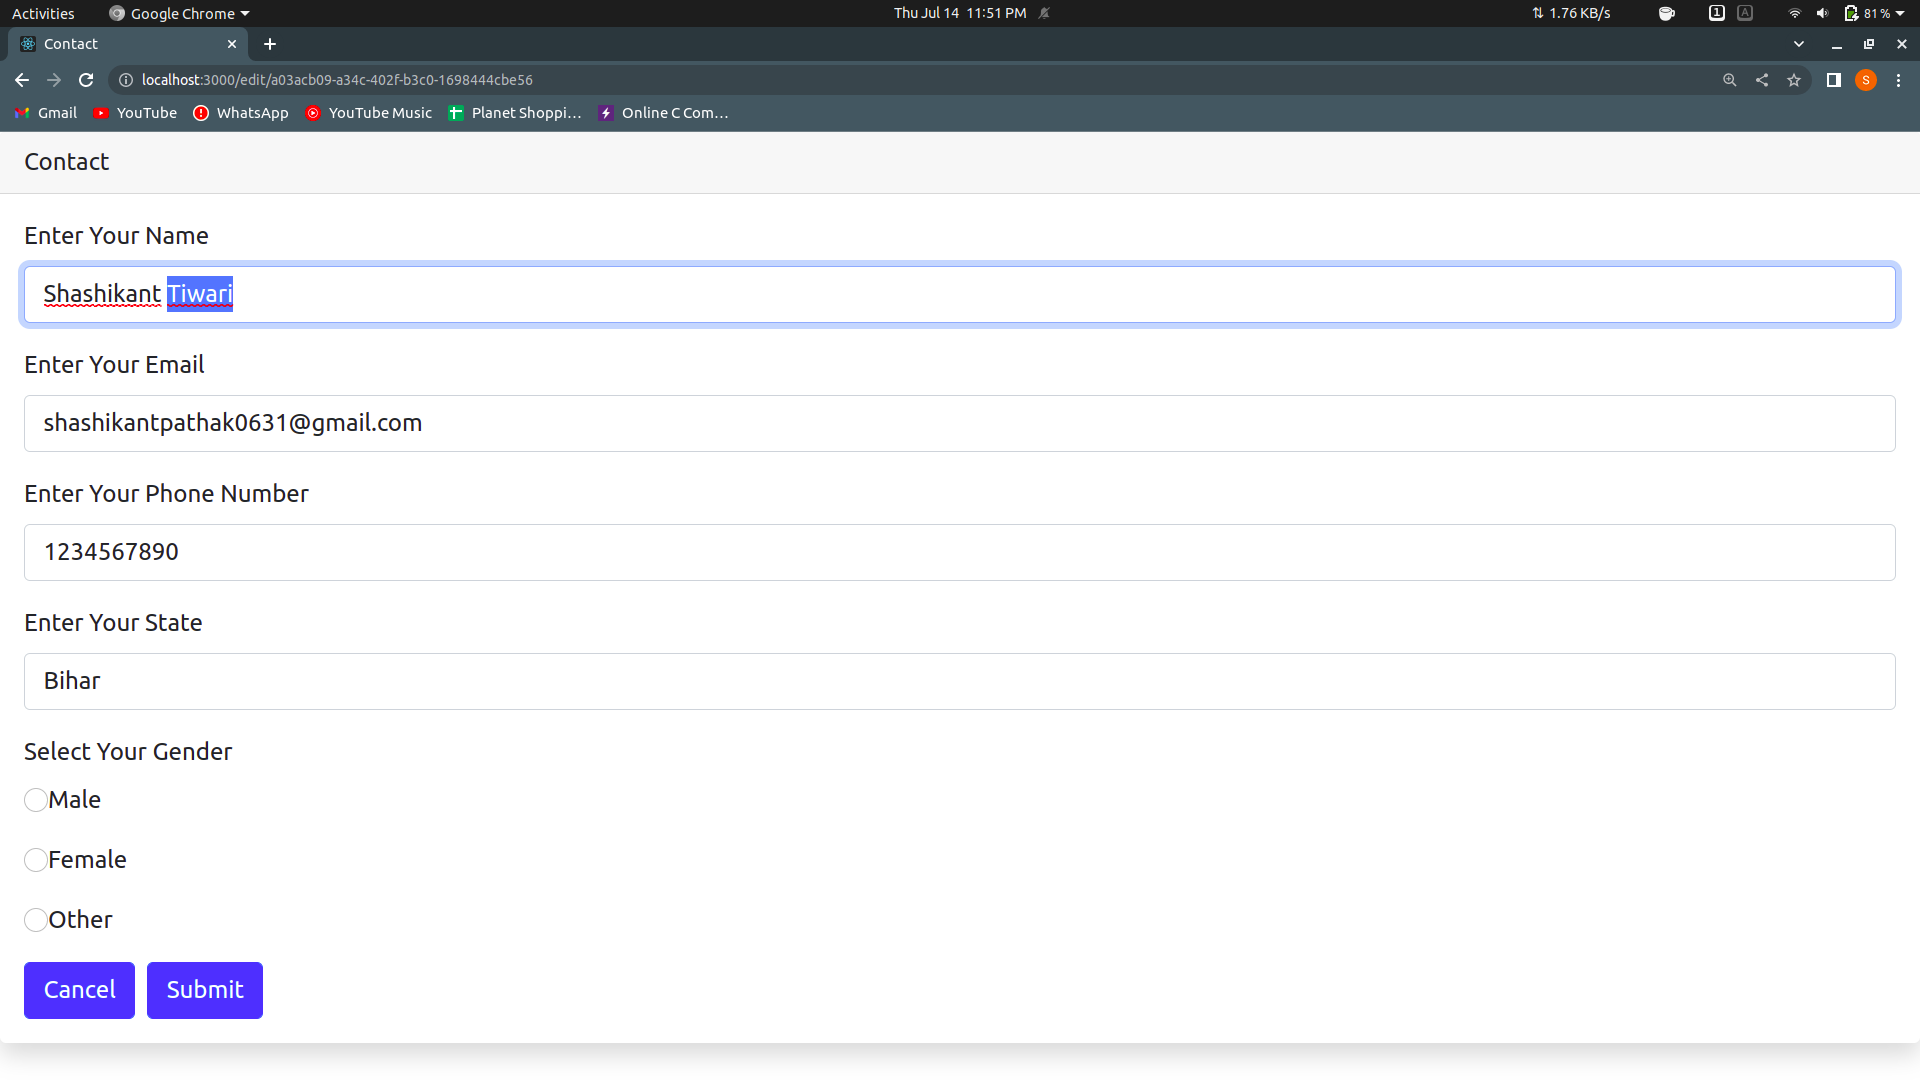 Activities Google Chrome Thu Jul 14 11:51 PM 1.76 KB/s 1 A 81 %
Contact
localhost:3000/edit/a03acb09-a34c-402f-b3c0-1698444cbe56 S
Gmail YouTube WhatsApp YouTube Music Planet Shoppi... Online C Com...
Contact
Enter Your Name
Shashikant Tiwari
Enter Your Email
shashikantpathak0631@gmail.com
Enter Your Phone Number
1234567890
Enter Your State
Bihar
Select Your Gender
Male
Female
Other
Cancel Submit